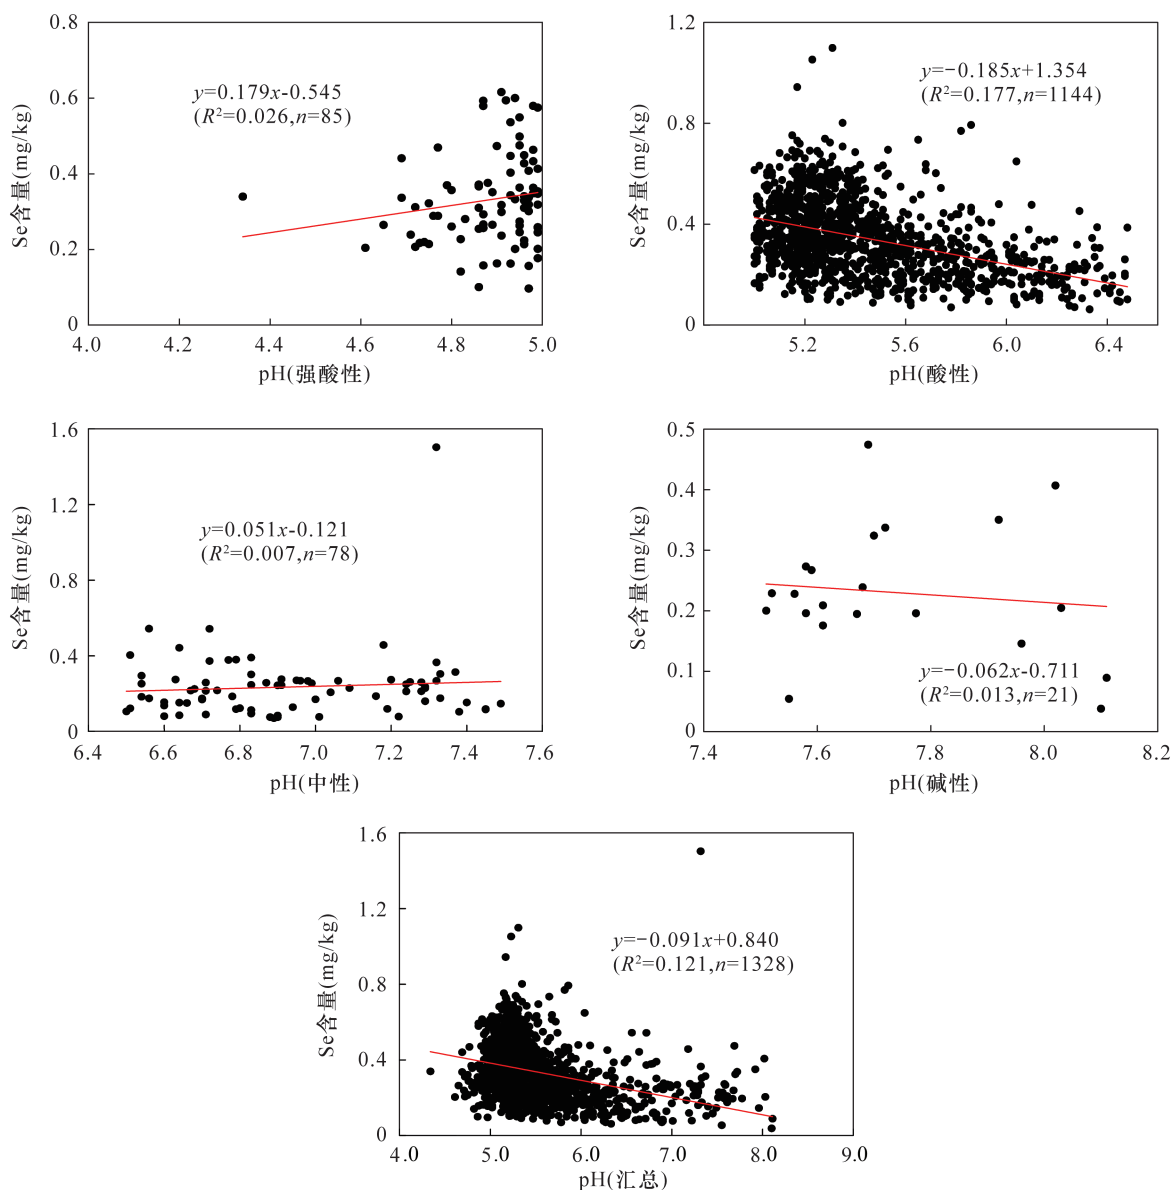 0.8
0.6
0.4
0.2
0
Se含量(mg/kg)
y=0.179x-0.545
(R²=0.026,n=85)
4.0 4.2 4.4 4.6 4.8 5.0
pH(强酸性)
1.2
0.8
0.4
0
Se含量(mg/kg)
y=-0.185x+1.354
(R²=0.177,n=1144)
5.2 5.6 6.0 6.4
pH(酸性)
1.6
1.2
0.8
0.4
0
Se含量(mg/kg)
y=0.051x-0.121
(R²=0.007,n=78)
6.4 6.6 6.8 7.0 7.2 7.4 7.6
pH(中性)
0.5
0.4
0.3
0.2
0.1
0
Se含量(mg/kg)
y=-0.062x-0.711
(R²=0.013,n=21)
7.4 7.6 7.8 8.0 8.2
pH(碱性)
1.6
1.2
0.8
0.4
0
Se含量(mg/kg)
y=-0.091x+0.840
(R²=0.121,n=1328)
4.0 5.0 6.0 7.0 8.0 9.0
pH(汇总)